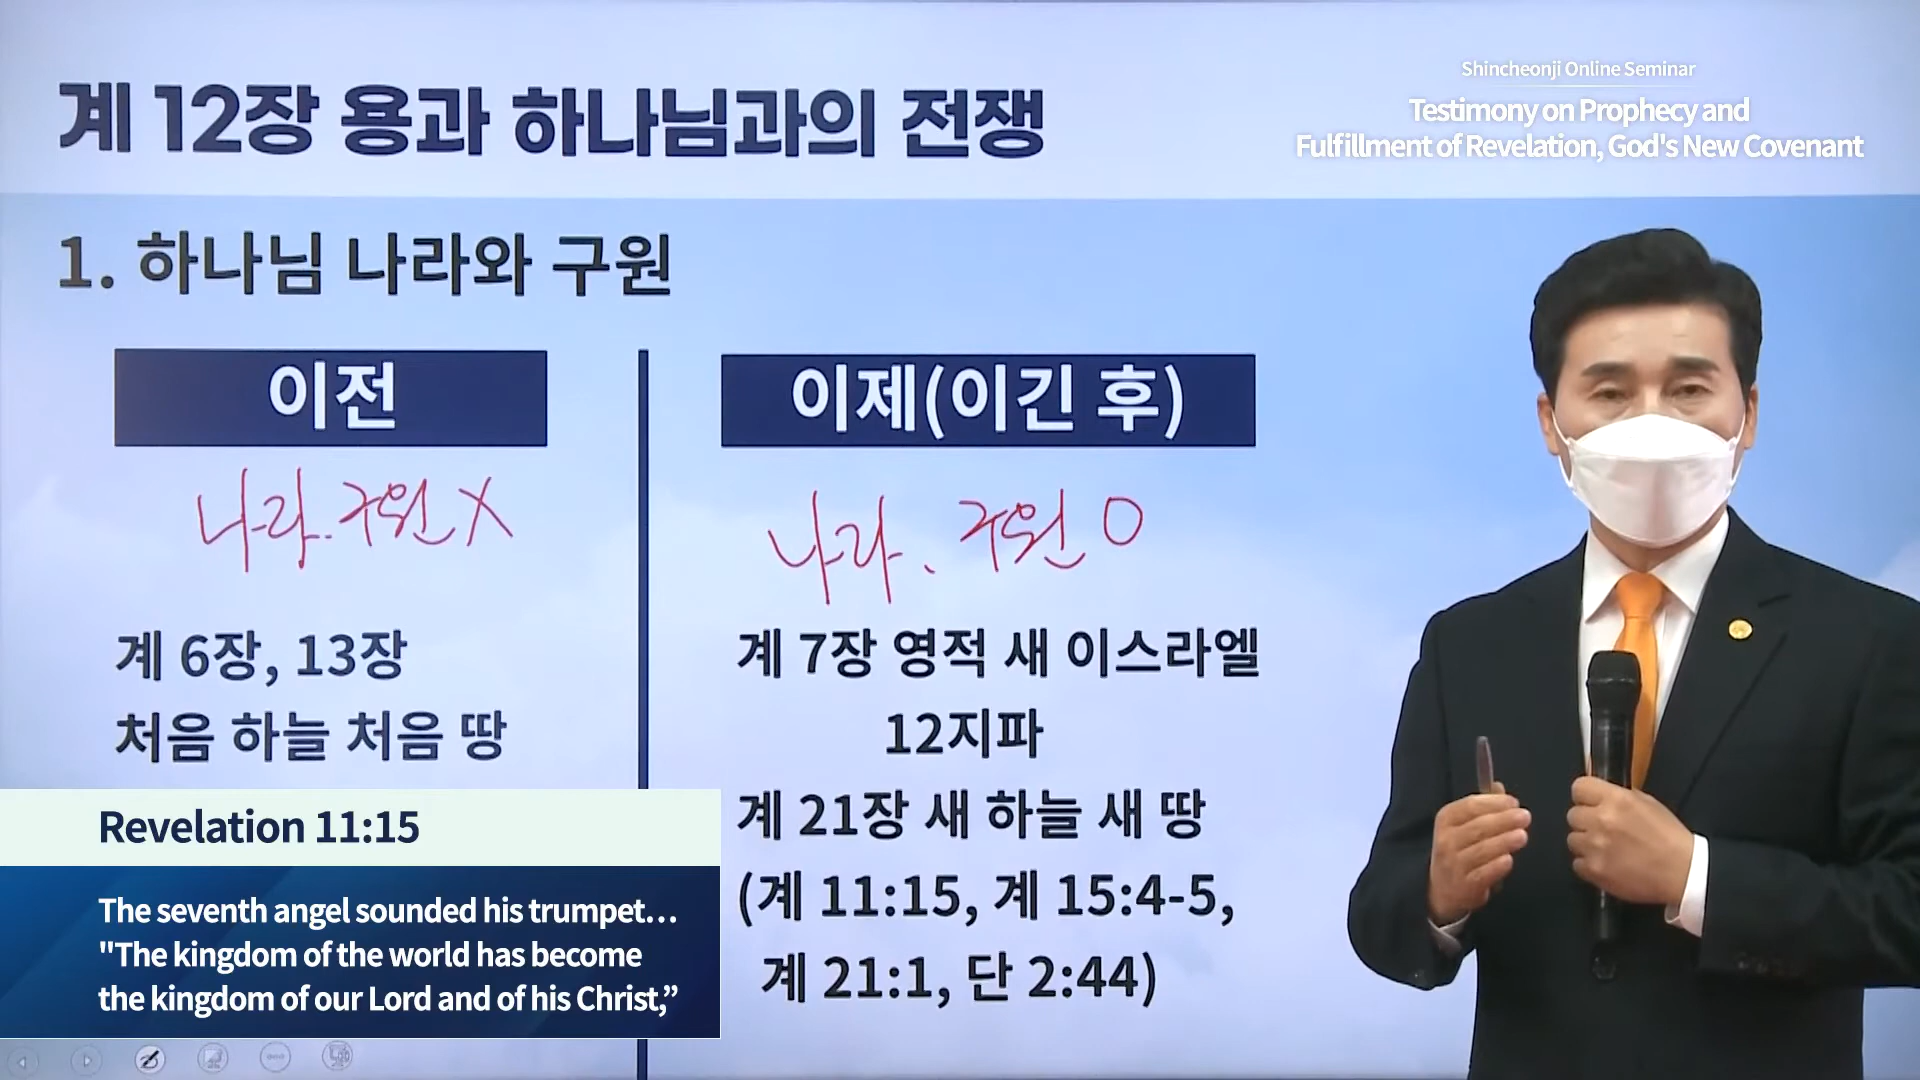 계 12장 용과 하나님과의 전쟁
Shincheonji Online Seminar
Testimony on Prophecy and
Fulfillment of Revelation, God's New Covenant
1. 하나님 나라와 구원
이전
나라.구원 X
계 6장, 13장
처음 하늘 처음 땅
이제(이긴 후)
나라. 구원 O
계 7장 영적 새 이스라엘
12지파
계 21장 새 하늘 새 땅
(계 11:15, 계 15:4-5,
계 21:1, 단 2:44)
Revelation 11:15
The seventh angel sounded his trumpet…
"The kingdom of the world has become
the kingdom of our Lord and of his Christ,”